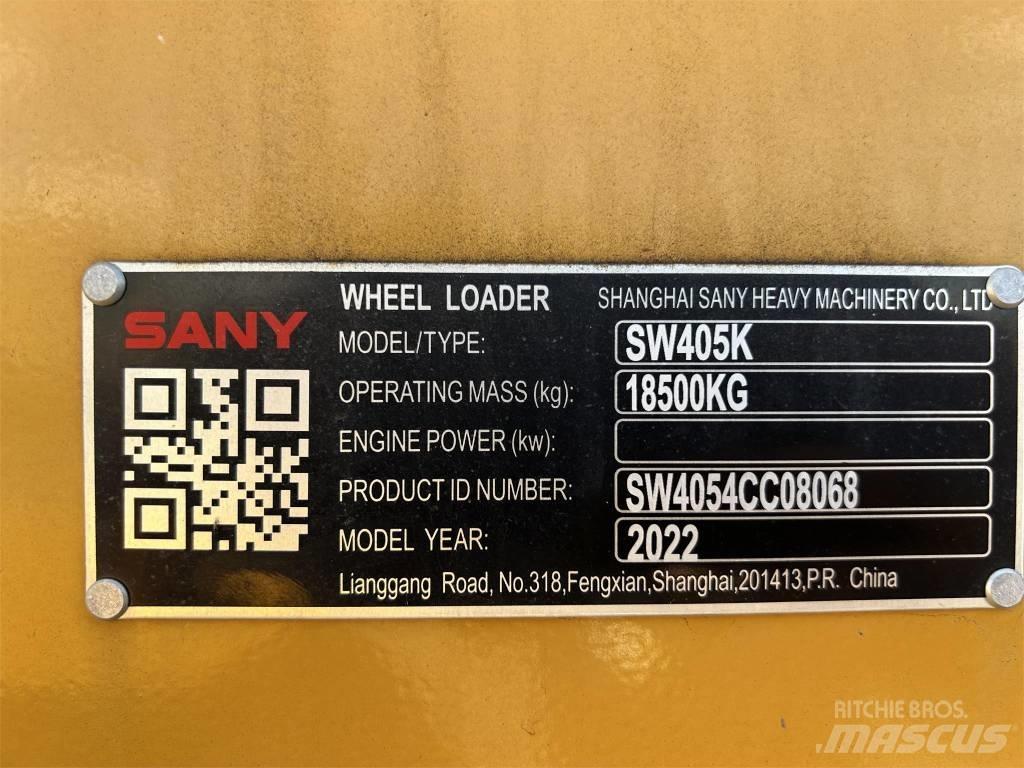 SANY
WHEEL LOADER SHANGHAI SANY HEAVY MACHINERY CO., LTD
MODEL/TYPE: SW405K
OPERATING MASS (kg): 18500KG
ENGINE POWER (kw):
PRODUCT ID NUMBER: SW4054CC08068
MODEL YEAR: 2022
Lianggang Road, No.318,Fengxian,Shanghai,201413,P.R. China
RITCHIE BROS.
MASCUS